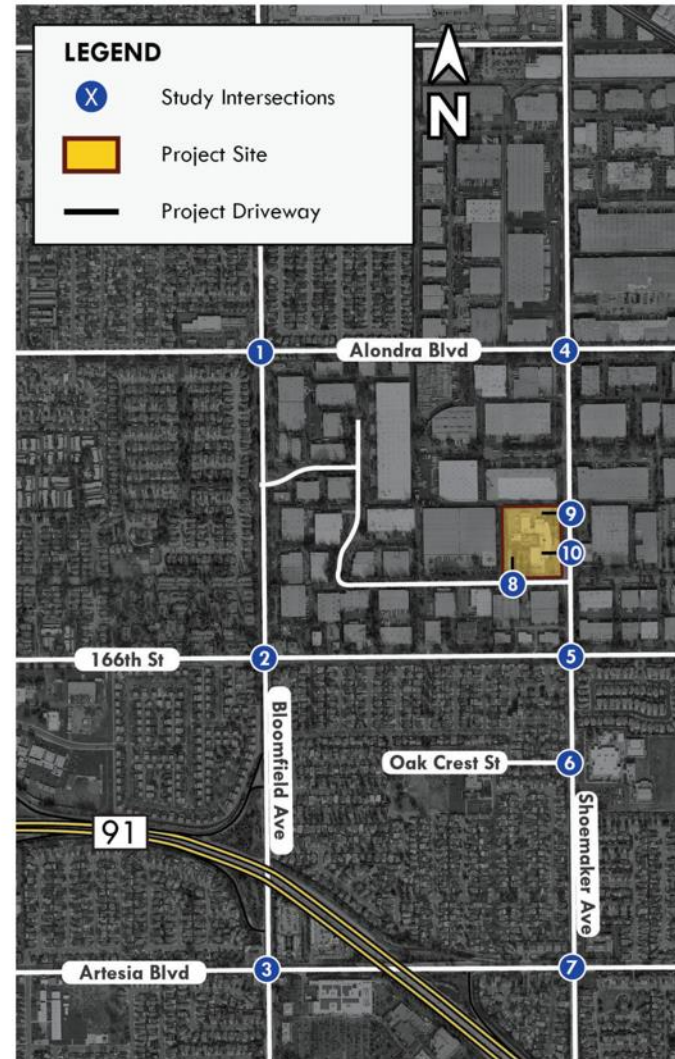 LEGEND
X Study Intersections
Project Site
Project Driveway
N
1
Alondra Blvd
4
9
10
8
166th St
2
5
Bloomfield Ave
Oak Crest St
6
Shoemaker Ave
91
Artesia Blvd
3
7